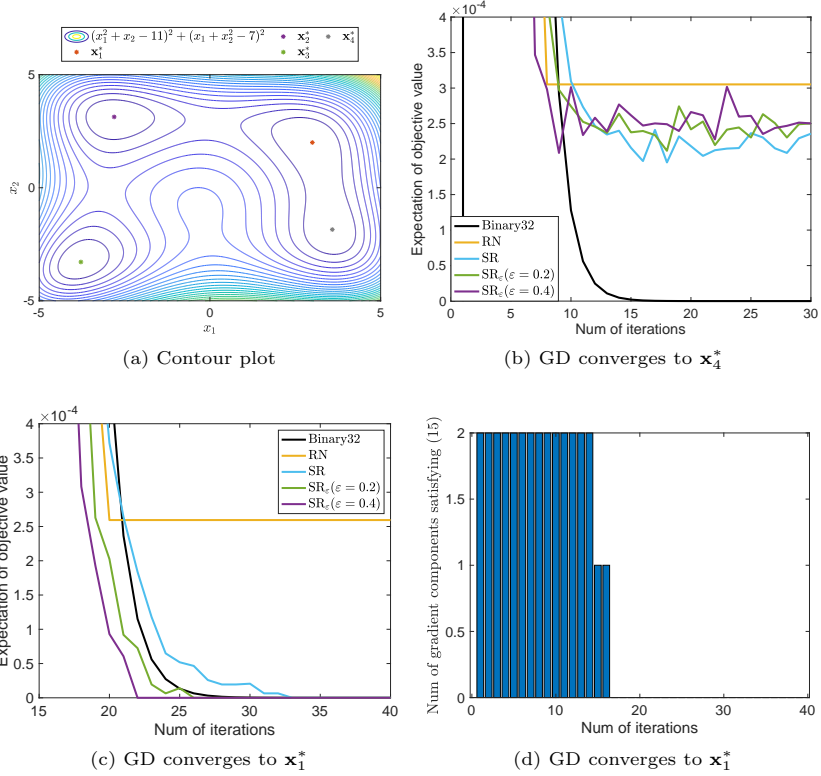 (x₁² + x₂ − 11)² + (x₁ + x₂² − 7)² x₂* x₄*
x₁* x₃*
5
0
-5
x₂
-5 0 5
x₁
(a) Contour plot
×10⁻⁴
4
3.5
3
2.5
2
1.5
1
0.5
0
Expectation of objective value
Binary32
RN
SR
SRε(ε = 0.2)
SRε(ε = 0.4)
0 5 10 15 20 25 30
Num of iterations
(b) GD converges to x₄*
×10⁻⁴
4
3.5
3
2.5
2
1.5
1
0.5
0
Expectation of objective value
Binary32
RN
SR
SRε(ε = 0.2)
SRε(ε = 0.4)
15 20 25 30 35 40
Num of iterations
(c) GD converges to x₁*
2
1.5
1
0.5
0
Num of gradient components satisfying (15)
0 10 20 30 40
Num of iterations
(d) GD converges to x₁*